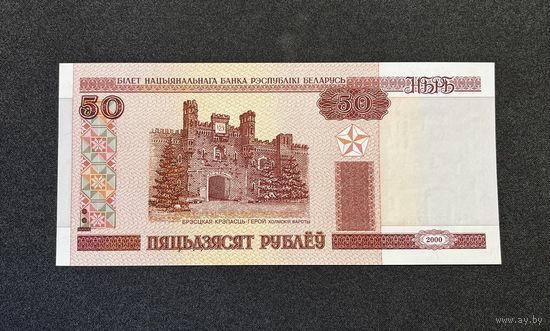 БІЛЕТ НАЦЫЯНАЛЬНАГА БАНКА РЭСПУБЛІКІ БЕЛАРУСЬ
50
50
НБРБ
БРЭСЦКАЯ КРЭПАСЦЬ-ГЕРОЙ ХОЛМСКІЯ ВАРОТЫ
ПЯЦЬДЗЯСЯТ РУБЛЁЎ
2000
www.ay.by